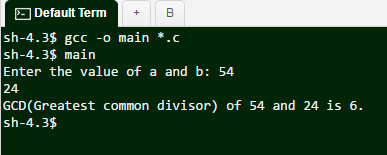 Default Term + B
sh-4.3$ gcc -o main *.c
sh-4.3$ main
Enter the value of a and b: 54
24
GCD(Greatest common divisor) of 54 and 24 is 6.
sh-4.3$